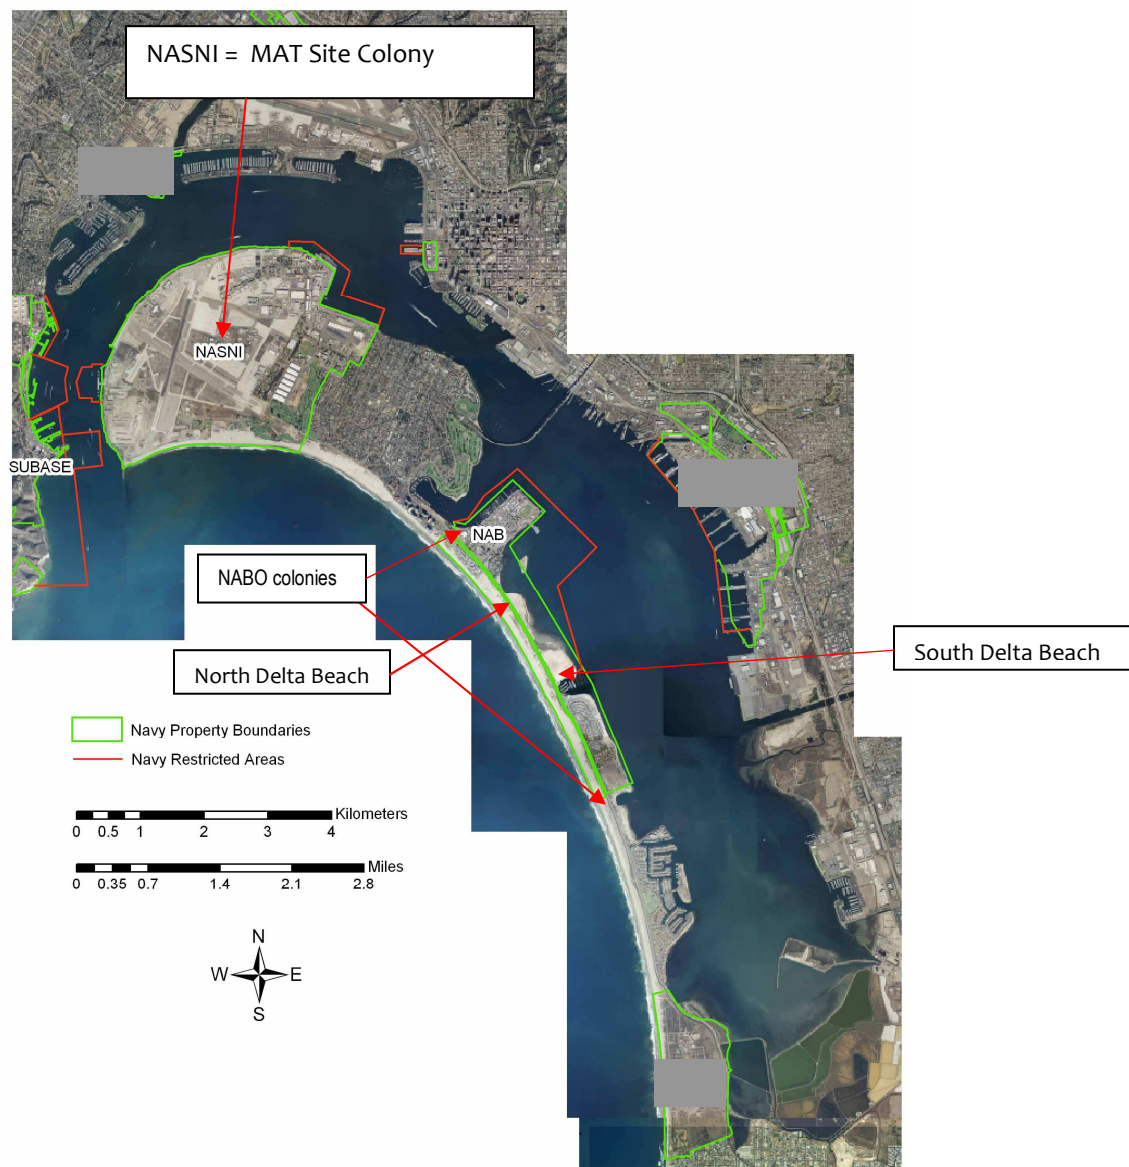 NASNI = MAT Site Colony
NASNI
SUBASE
NAB
NABO colonies
South Delta Beach
North Delta Beach
Navy Property Boundaries
Navy Restricted Areas
Kilometers
0 0.5 1 2 3 4
Miles
0 0.35 0.7 1.4 2.1 2.8
N
W E
S